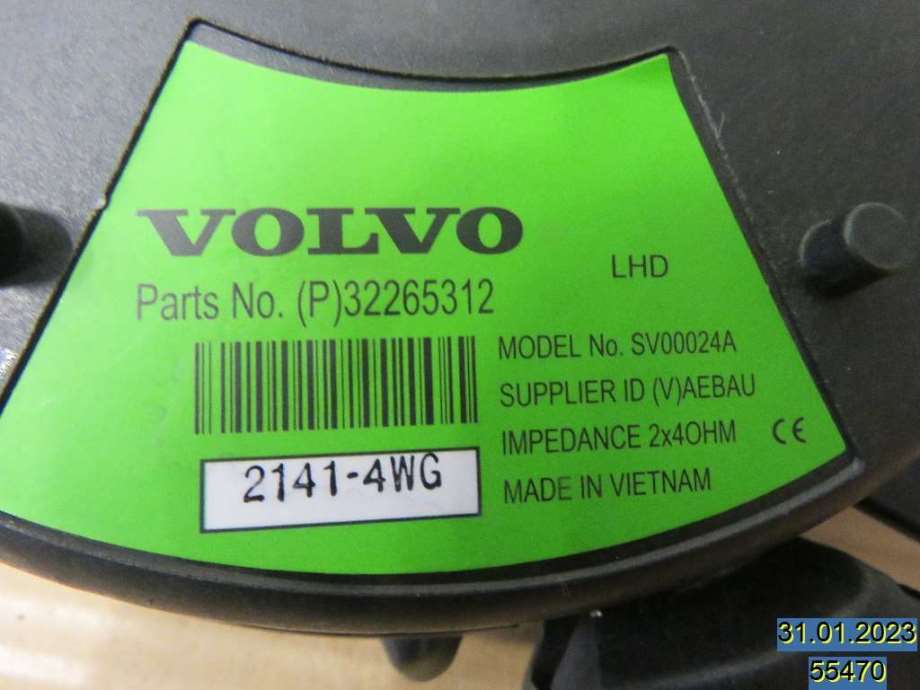 VOLVO
LHD
Parts No. (P)32265312
MODEL No. SV00024A
SUPPLIER ID (V)AEBAU
IMPEDANCE 2x4OHM CE
MADE IN VIETNAM
2141-4WG
31.01.2023
55470